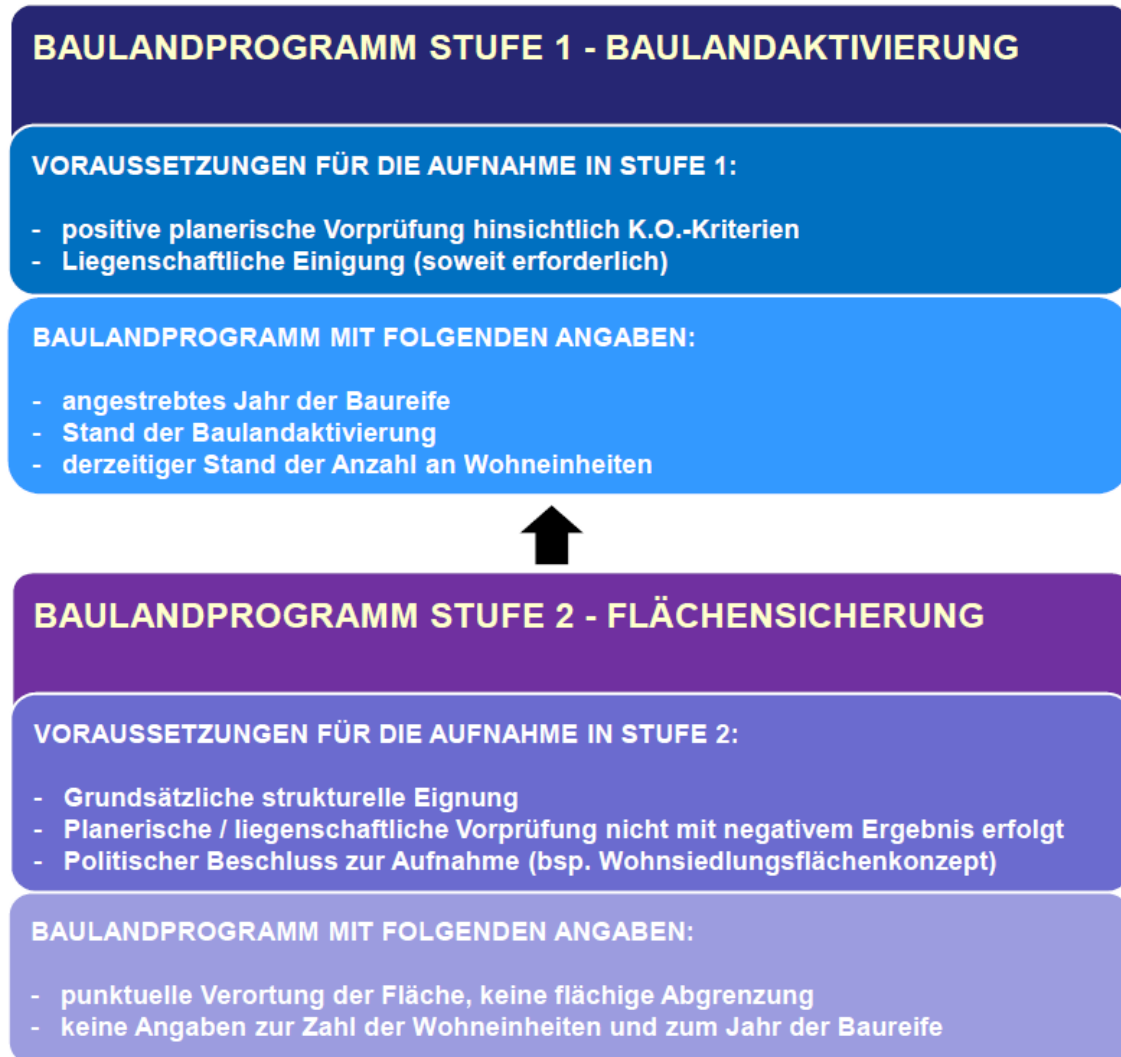 BAULANDPROGRAMM STUFE 1 - BAULANDAKTIVIERUNG
VORAUSSETZUNGEN FÜR DIE AUFNAHME IN STUFE 1:
- positive planerische Vorprüfung hinsichtlich K.O.-Kriterien
- Liegenschaftliche Einigung (soweit erforderlich)
BAULANDPROGRAMM MIT FOLGENDEN ANGABEN:
- angestrebtes Jahr der Baureife
- Stand der Baulandaktivierung
- derzeitiger Stand der Anzahl an Wohneinheiten
BAULANDPROGRAMM STUFE 2 - FLÄCHENSICHERUNG
VORAUSSETZUNGEN FÜR DIE AUFNAHME IN STUFE 2:
- Grundsätzliche strukturelle Eignung
- Planerische / liegenschaftliche Vorprüfung nicht mit negativem Ergebnis erfolgt
- Politischer Beschluss zur Aufnahme (bsp. Wohnsiedlungsflächenkonzept)
BAULANDPROGRAMM MIT FOLGENDEN ANGABEN:
- punktuelle Verortung der Fläche, keine flächige Abgrenzung
- keine Angaben zur Zahl der Wohneinheiten und zum Jahr der Baureife